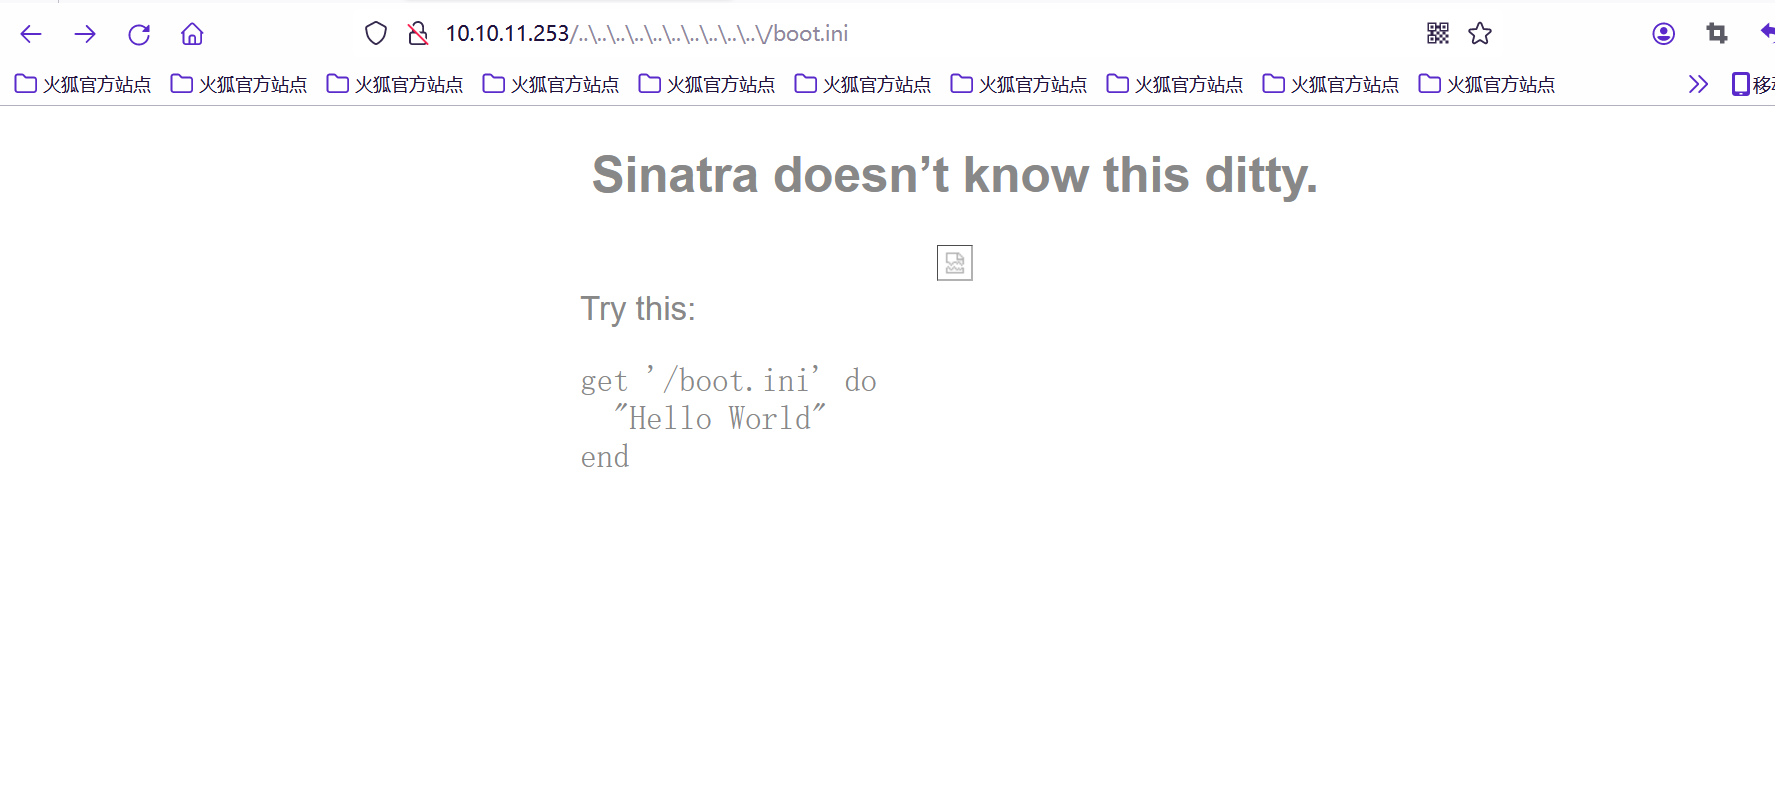 10.10.11.253/..\..\..\..\..\..\..\..\..\..\/boot.ini
火狐官方站点 火狐官方站点 火狐官方站点 火狐官方站点 火狐官方站点 火狐官方站点 火狐官方站点 火狐官方站点 火狐官方站点 火狐官方站点
Sinatra doesn’t know this ditty.
Try this:
get '/boot.ini' do
"Hello World"
end